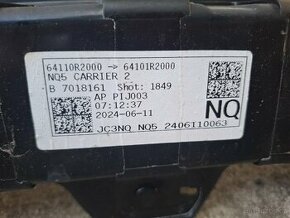 64110R2000 -> 64101R2000
NQ5 CARRIER 2
B 7018161 Shot: 1849
AP PIJ003
07:12:37
2024-06-11
NQ
JC3NQ NQ5 2406110063